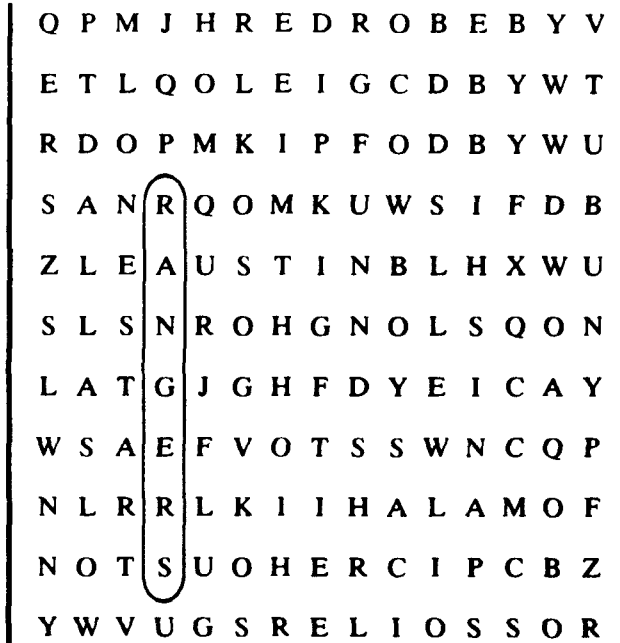 Q P M J H R E D R O B E B Y V
E T L Q O L E I G C D B Y W T
R D O P M K I P F O D B Y W U
S A N R Q O M K U W S I F D B
Z L E A U S T I N B L H X W U
S L S N R O H G N O L S Q O N
L A T G J G H F D Y E I C A Y
W S A E F V O T S S W N C Q P
N L R R L K I I H A L A M O F
N O T S U O H E R C I P C B Z
Y W V U G S R E L I O S S O R